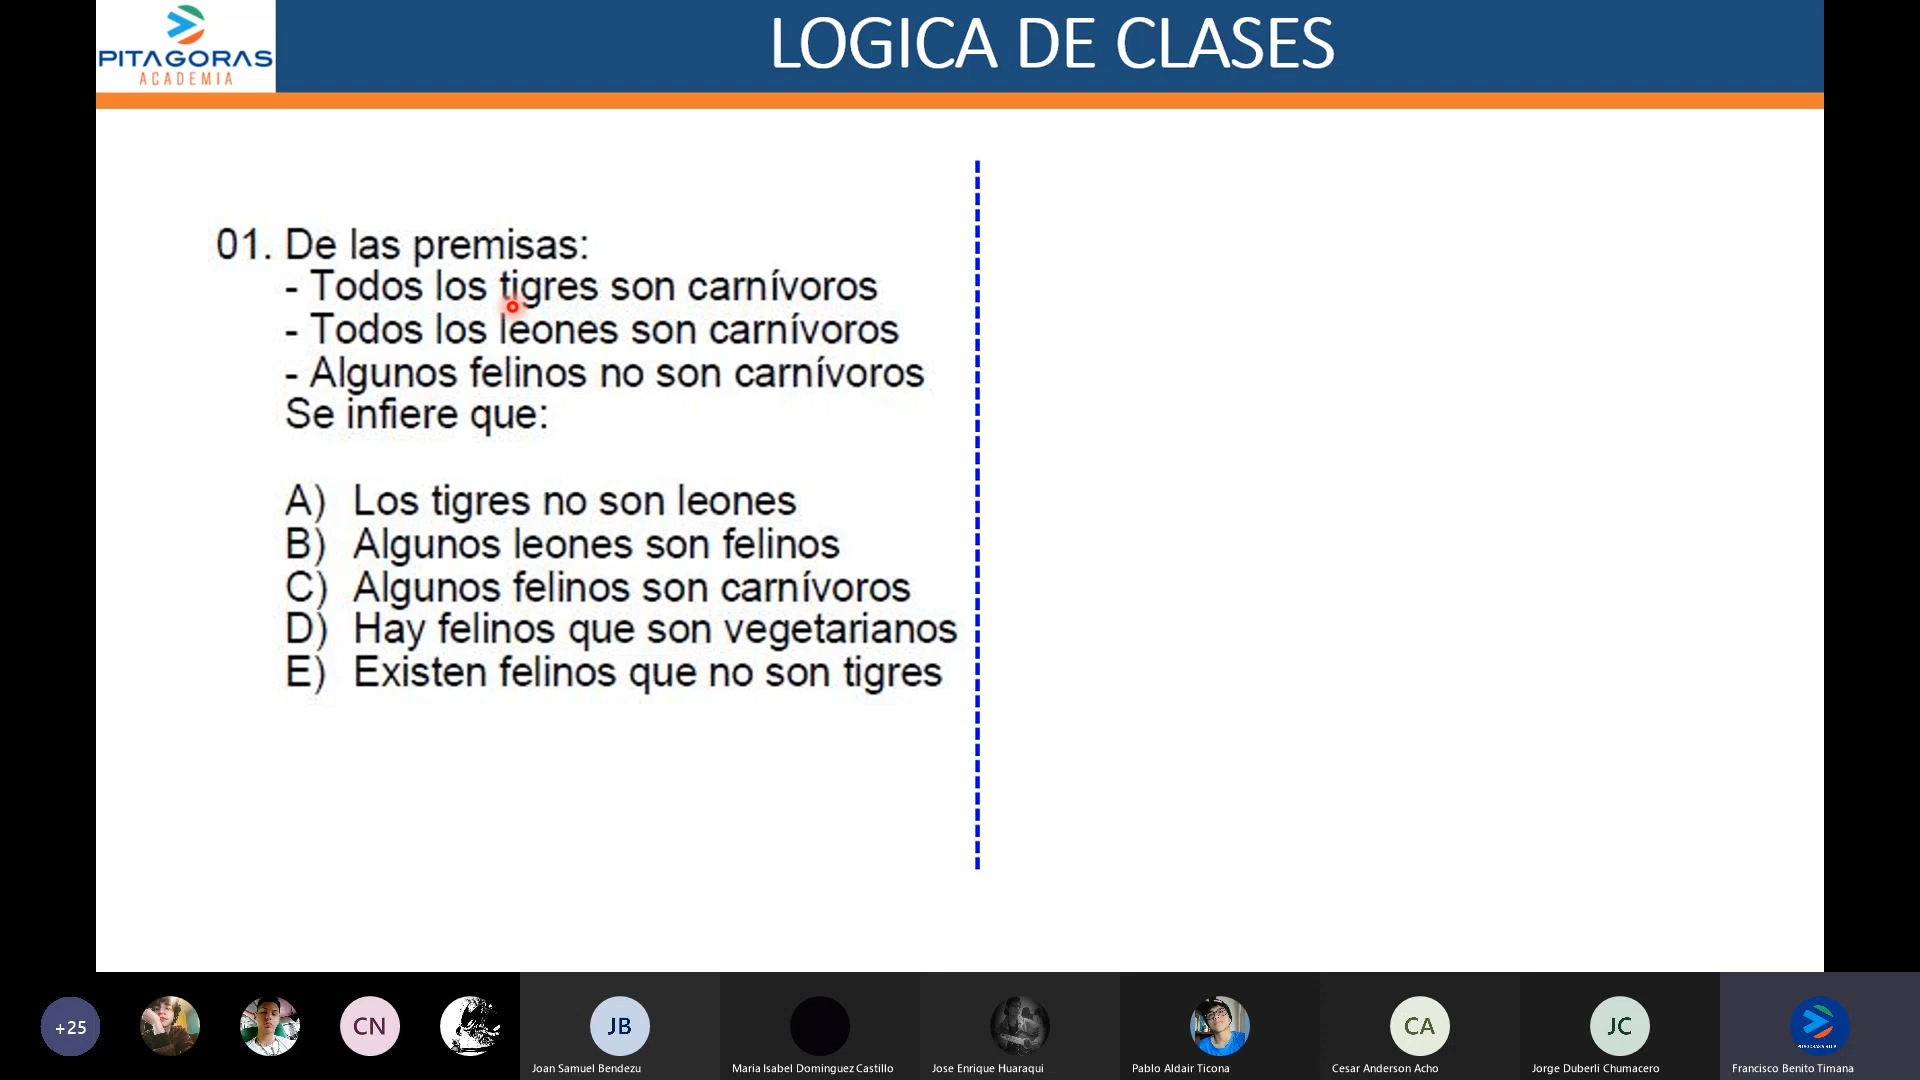 PITAGORAS
ACADEMIA
LOGICA DE CLASES
01. De las premisas:
- Todos los tigres son carnívoros
- Todos los leones son carnívoros
- Algunos felinos no son carnívoros
Se infiere que:
A) Los tigres no son leones
B) Algunos leones son felinos
C) Algunos felinos son carnívoros
D) Hay felinos que son vegetarianos
E) Existen felinos que no son tigres
+25
CN
JB
CA
JC
Joan Samuel Bendezu
Maria Isabel Dominguez Castillo
Jose Enrique Huaraqui
Pablo Aldair Ticona
Cesar Anderson Acho
Jorge Duberli Chumacero
Francisco Benito Timana